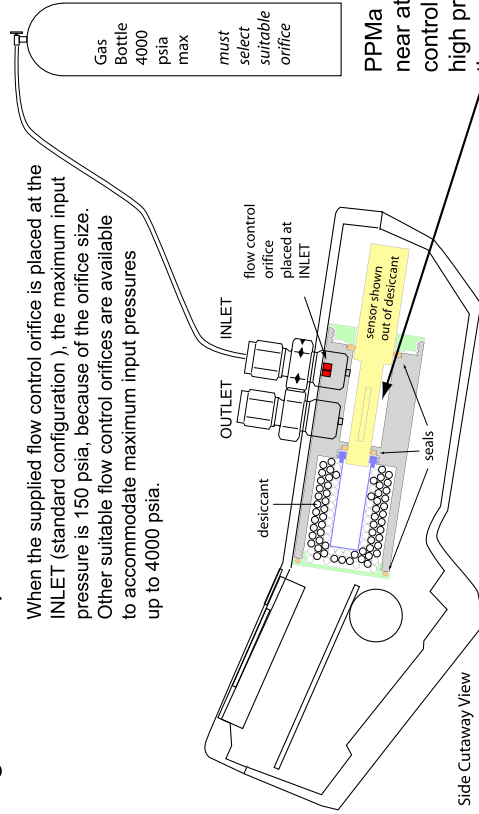 When the supplied flow control orifice is placed at the
INLET (standard configuration ), the maximum input
pressure is 150 psia, because of the orifice size.
Other suitable flow control orifices are available
to accommodate maximum input pressures
up to 4000 psia.
Gas
Bottle
4000
psia
max
must
select
suitable
orifice
PPMa
near at
control
high pr
OUTLET
INLET
flow control
orifice
placed at
INLET
desiccant
sensor shown
out of desiccant
seals
Side Cutaway View